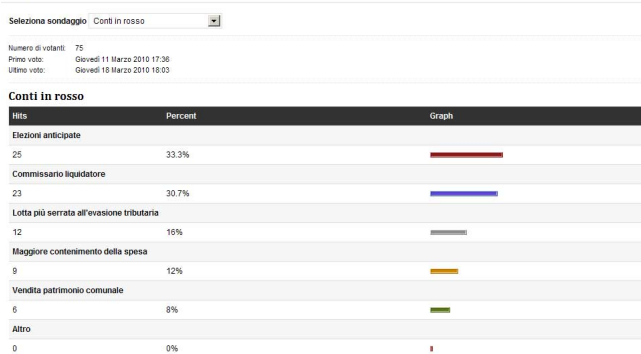 Seleziona sondaggio Conti in rosso
Numero di votanti: 75
Primo voto: Giovedì 11 Marzo 2010 17:36
Ultimo voto: Giovedì 18 Marzo 2010 18:03
Conti in rosso
Hits Percent Graph
Elezioni anticipate
25 33.3%
Commissario liquidatore
23 30.7%
Lotta più serrata all'evasione tributaria
12 16%
Maggiore contenimento della spesa
9 12%
Vendita patrimonio comunale
6 8%
Altro
0 0%